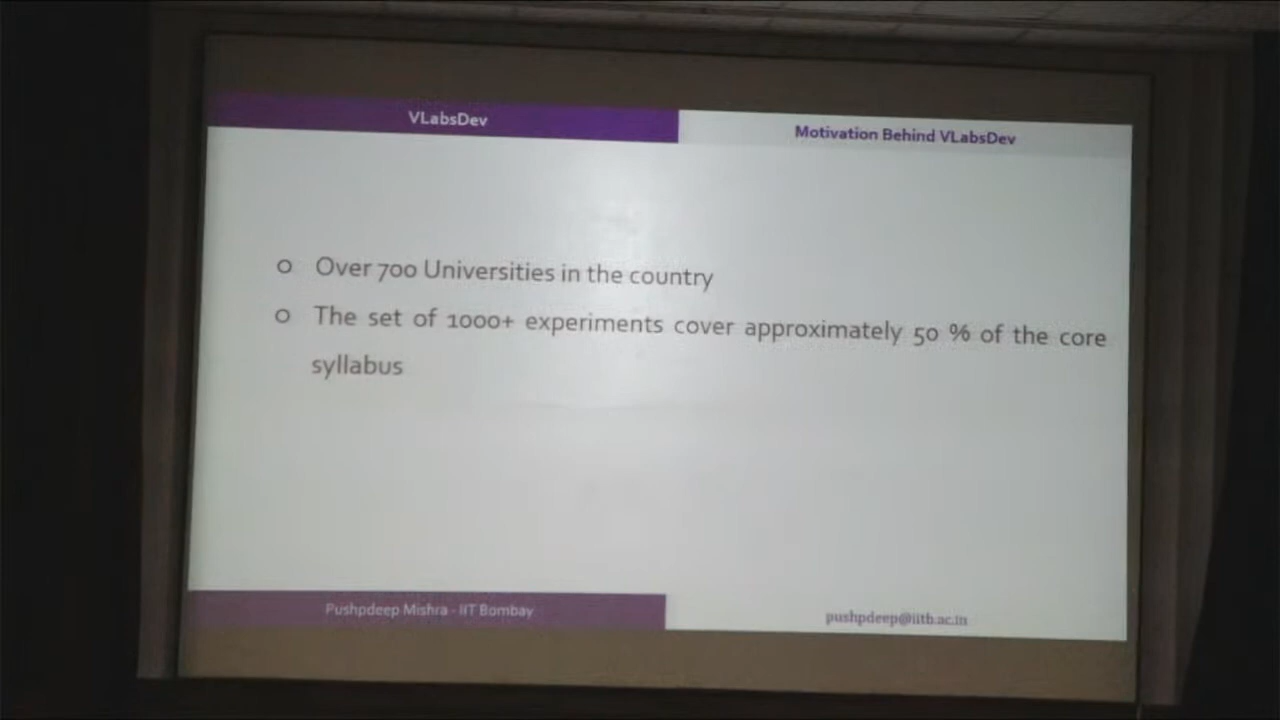 VLabsDev
Motivation Behind VLabsDev
o Over 700 Universities in the country
o The set of 1000+ experiments cover approximately 50 % of the core
syllabus
Pushpdeep Mishra - IIT Bombay
pushpdeep@iitb.ac.in